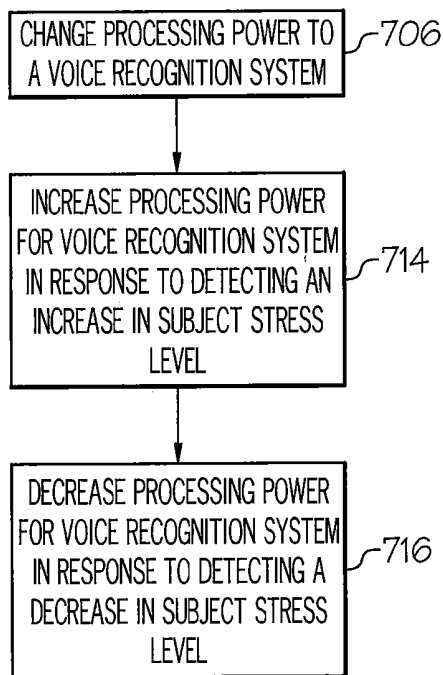 CHANGE PROCESSING POWER TO
A VOICE RECOGNITION SYSTEM
706
INCREASE PROCESSING POWER
FOR VOICE RECOGNITION SYSTEM
IN RESPONSE TO DETECTING AN
INCREASE IN SUBJECT STRESS
LEVEL
714
DECREASE PROCESSING POWER
FOR VOICE RECOGNITION SYSTEM
IN RESPONSE TO DETECTING A
DECREASE IN SUBJECT STRESS
LEVEL
716